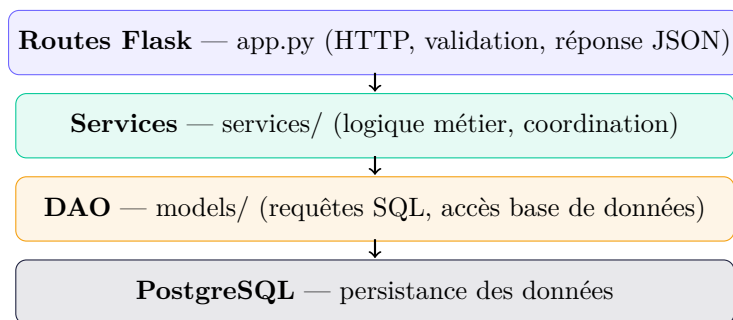 Routes Flask — app.py (HTTP, validation, réponse JSON)
Services — services/ (logique métier, coordination)
DAO — models/ (requêtes SQL, accès base de données)
PostgreSQL — persistance des données